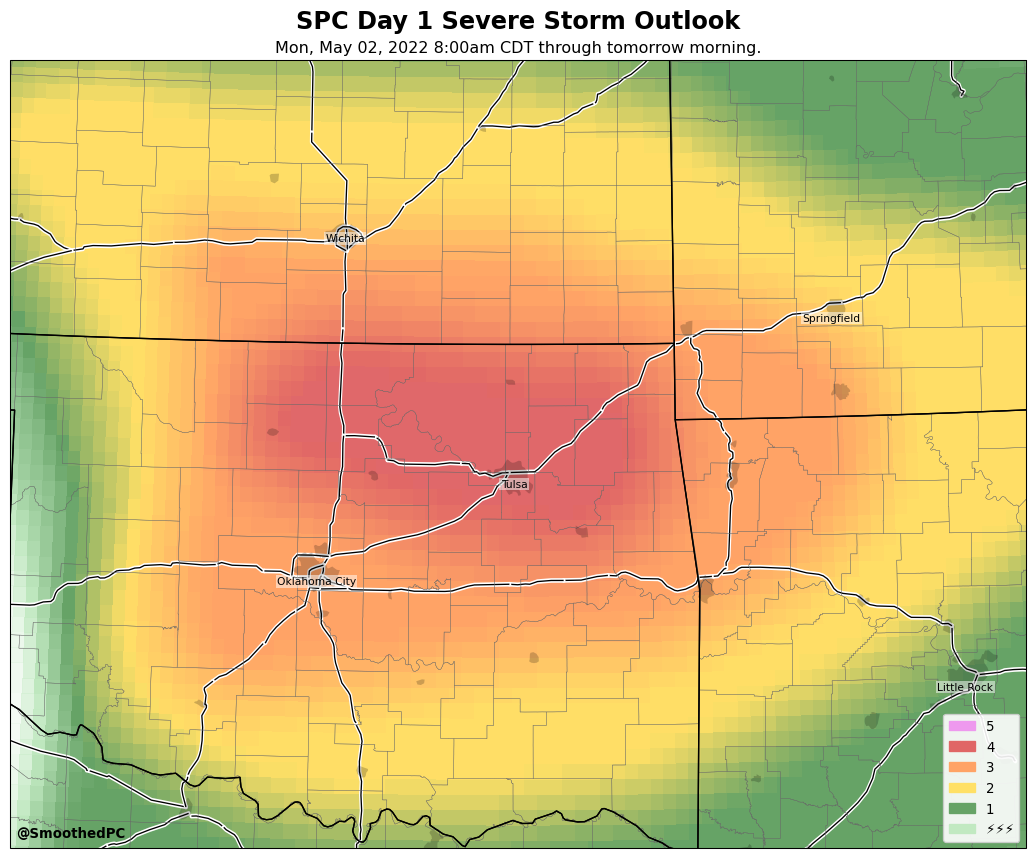 SPC Day 1 Severe Storm Outlook
Mon, May 02, 2022 8:00am CDT through tomorrow morning.
Wichita
Springfield
Tulsa
Oklahoma City
Little Rock
5
4
3
2
1
⚡⚡⚡
@SmoothedPC